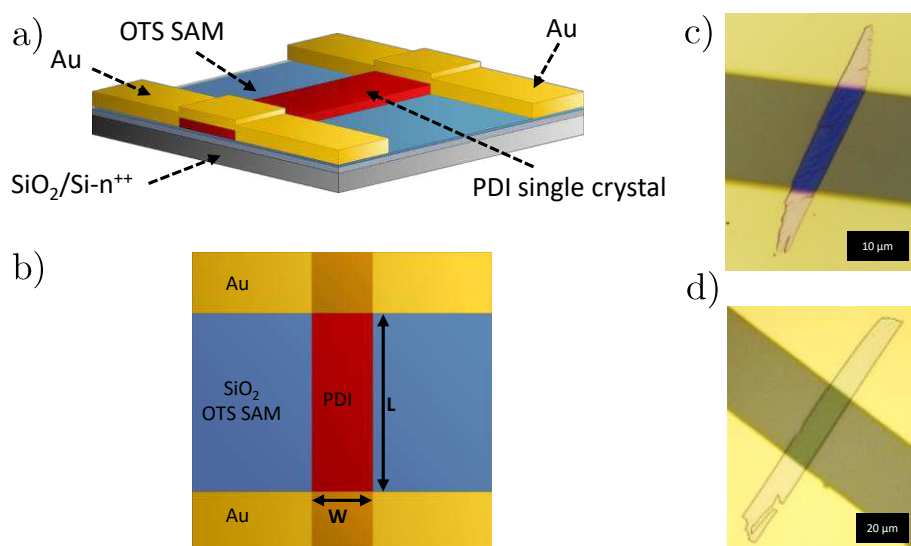 a)
OTS SAM
Au
Au
SiO₂/Si-n⁺⁺
PDI single crystal
b)
Au
SiO₂
OTS SAM
PDI
L
W
Au
c)
10 µm
d)
20 µm